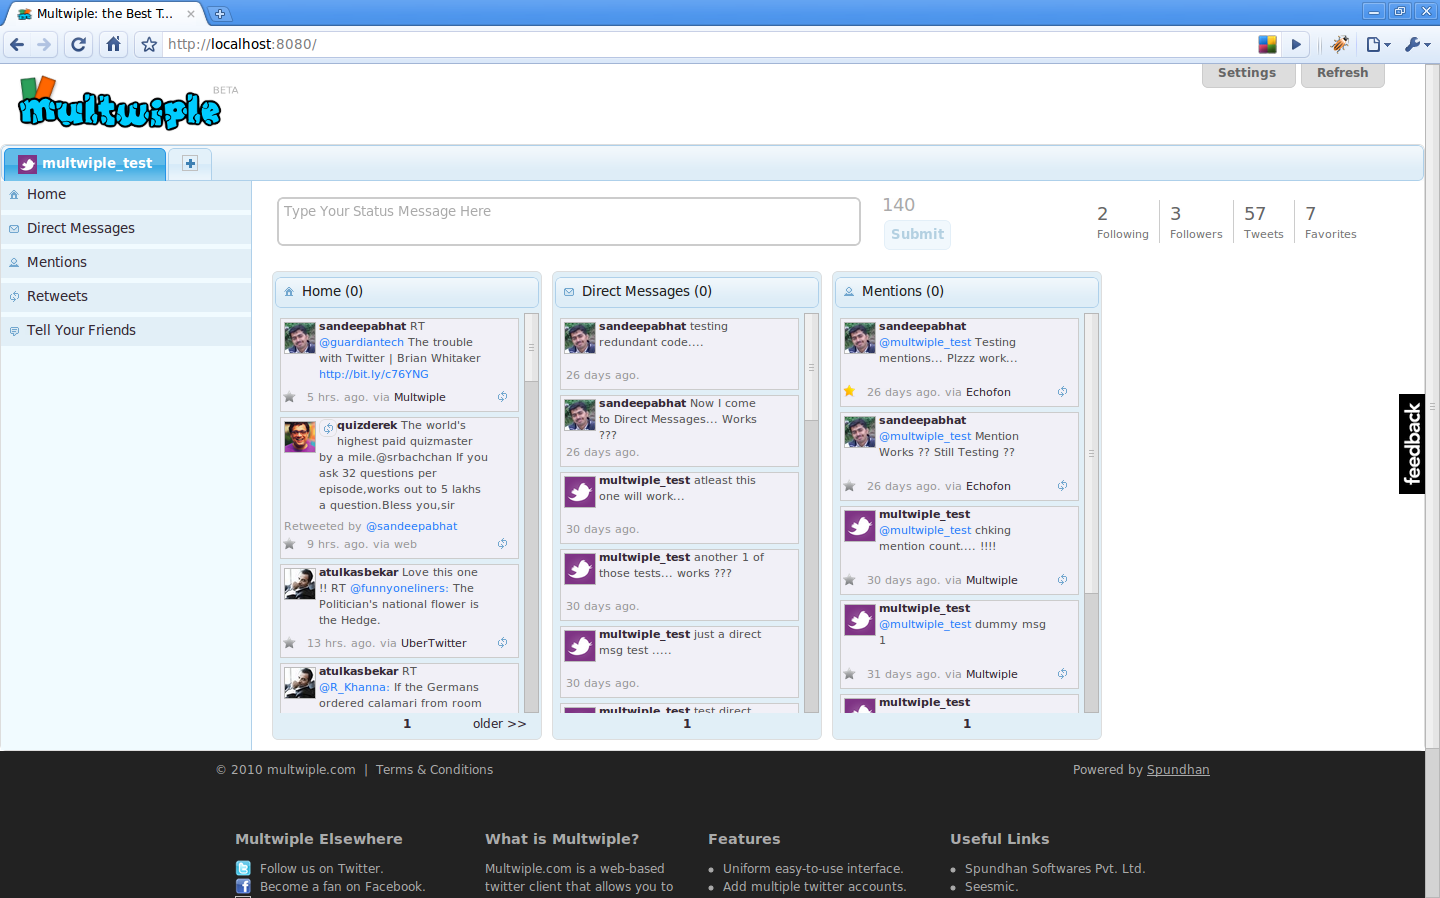 Multwiple: the Best T...
http://localhost:8080/
multwiple
BETA
Settings
Refresh
multwiple_test
Home
Direct Messages
Mentions
Retweets
Tell Your Friends
Type Your Status Message Here
140
Submit
2
Following
3
Followers
57
Tweets
7
Favorites
Home (0)
sandeepabhat RT
@guardiantech The trouble
with Twitter | Brian Whitaker
http://bit.ly/c76YNG
5 hrs. ago. via Multwiple
quizderek The world's
highest paid quizmaster
by a mile.@srbachchan If you
ask 32 questions per
episode,works out to 5 lakhs
a question.Bless you,sir
Retweeted by @sandeepabhat
9 hrs. ago. via web
atulkasbekar Love this one
!! RT @funnyoneliners: The
Politician's national flower is
the Hedge.
13 hrs. ago. via UberTwitter
atulkasbekar RT
@R_Khanna: If the Germans
ordered calamari from room
1
older >>
Direct Messages (0)
sandeepabhat testing
redundant code....
26 days ago.
sandeepabhat Now I come
to Direct Messages... Works
???
26 days ago.
multwiple_test atleast this
one will work...
30 days ago.
multwiple_test another 1 of
those tests... works ???
30 days ago.
multwiple_test just a direct
msg test .....
30 days ago.
multwiple_test test direct
1
Mentions (0)
sandeepabhat
@multwiple_test Testing
mentions... Plzzz work...
26 days ago. via Echofon
sandeepabhat
@multwiple_test Mention
Works ?? Still Testing ??
26 days ago. via Echofon
multwiple_test
@multwiple_test chking
mention count.... !!!!
30 days ago. via Multwiple
multwiple_test
@multwiple_test dummy msg
1
31 days ago. via Multwiple
multwiple_test
1
feedback
© 2010 multwiple.com | Terms & Conditions
Powered by Spundhan
Multwiple Elsewhere
Follow us on Twitter.
Become a fan on Facebook.
What is Multwiple?
Multwiple.com is a web-based
twitter client that allows you to
Features
• Uniform easy-to-use interface.
• Add multiple twitter accounts.
Useful Links
• Spundhan Softwares Pvt. Ltd.
• Seesmic.